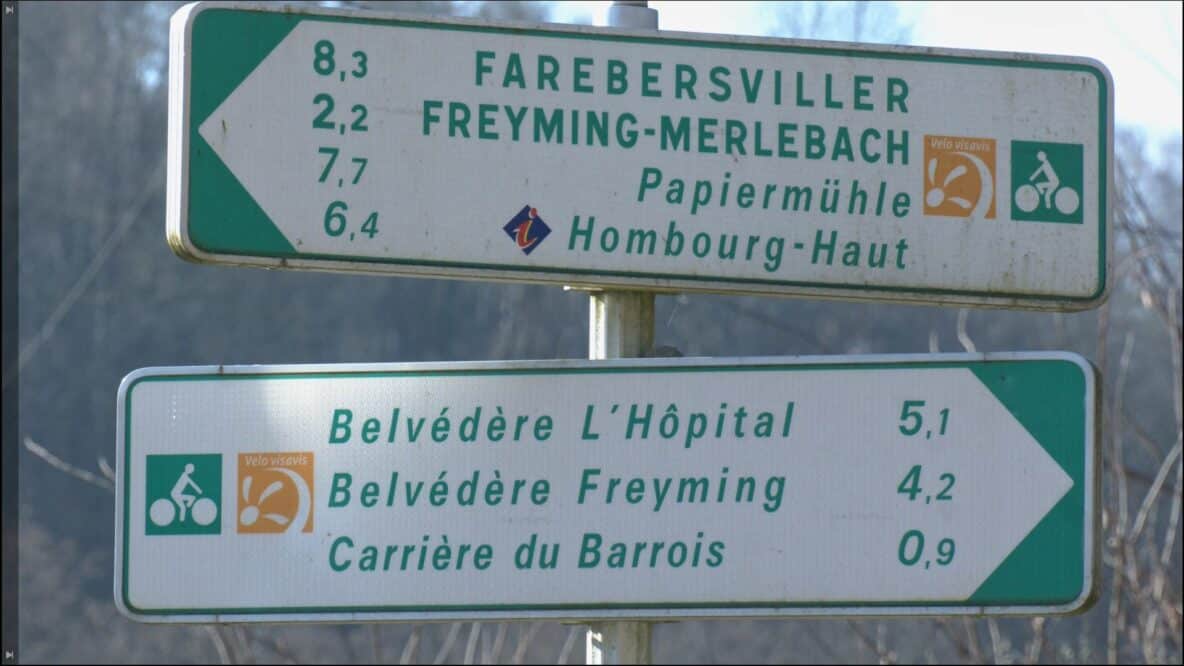 8,3 FAREBERSVILLER
2,2 FREYMING-MERLEBACH
7,7 Papiermühle
6,4 i Hombourg-Haut
Velo visavis
Belvédère L'Hôpital 5,1
Belvédère Freyming 4,2
Carrière du Barrois 0,9
Velo visavis